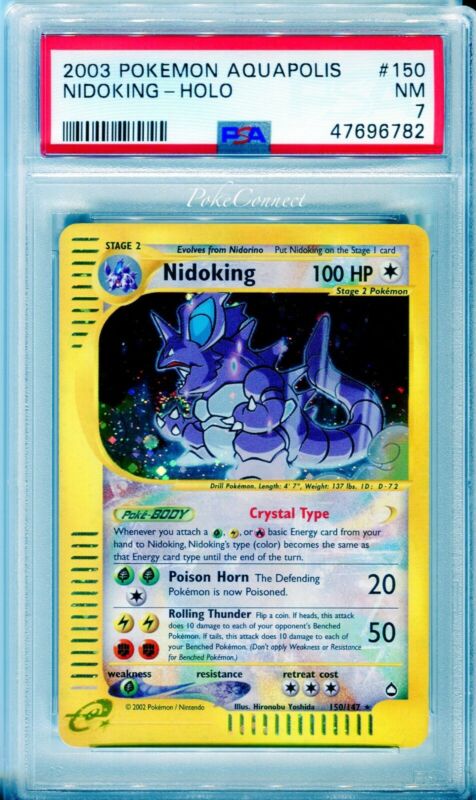 2003 POKEMON AQUAPOLIS #150
NIDOKING - HOLO NM
7
PSA 47696782
PokeConnect
STAGE 2 Evolves from Nidorino Put Nidoking on the Stage 1 card
Nidoking 100 HP
Stage 2 Pokémon
Drill Pokémon. Length: 4' 7", Weight: 137 lbs. ID: D-72
Poké-BODY Crystal Type
Whenever you attach a , , or basic Energy card from your
hand to Nidoking, Nidoking's type (color) becomes the same as
that Energy card type until the end of the turn.
Poison Horn The Defending 20
Pokémon is now Poisoned.
Rolling Thunder Flip a coin. If heads, this attack
does 10 damage to each of your opponent's Benched 50
Pokémon. If tails, this attack does 10 damage to each of
your Benched Pokémon. (Don't apply Weakness or Resistance
for Benched Pokémon.)
weakness resistance retreat cost
e
© 2002 Pokémon / Nintendo Illus. Hironobu Yoshida 150/147 ★